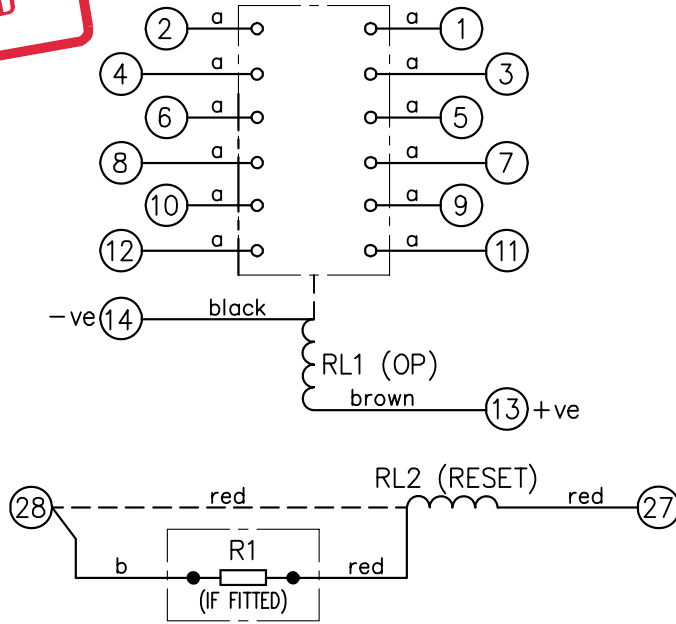 2 a a 1
4 a a 3
6 a a 5
8 a a 7
10 a a 9
12 a a 11
-ve 14 black
RL1 (OP)
brown 13 +ve
RL2 (RESET)
28 red red 27
R1
b red
(IF FITTED)